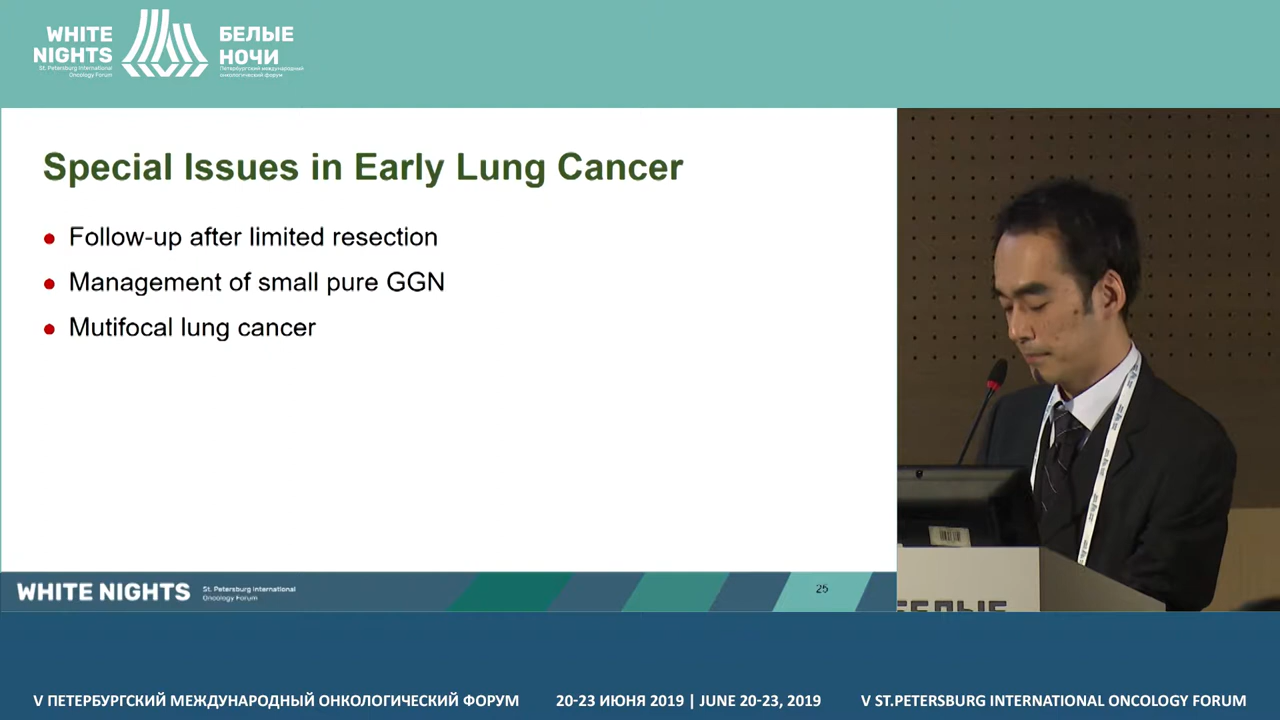 WHITE
NIGHTS
St. Petersburg International
Oncology Forum
БЕЛЫЕ
НОЧИ
Петербургский международный
онкологический форум
Special Issues in Early Lung Cancer
Follow-up after limited resection
Management of small pure GGN
Mutifocal lung cancer
WHITE NIGHTS
St. Petersburg International
Oncology Forum
25
БЕЛЫЕ
V ПЕТЕРБУРГСКИЙ МЕЖДУНАРОДНЫЙ ОНКОЛОГИЧЕСКИЙ ФОРУМ
20-23 ИЮНЯ 2019 | JUNE 20-23, 2019
V ST.PETERSBURG INTERNATIONAL ONCOLOGY FORUM